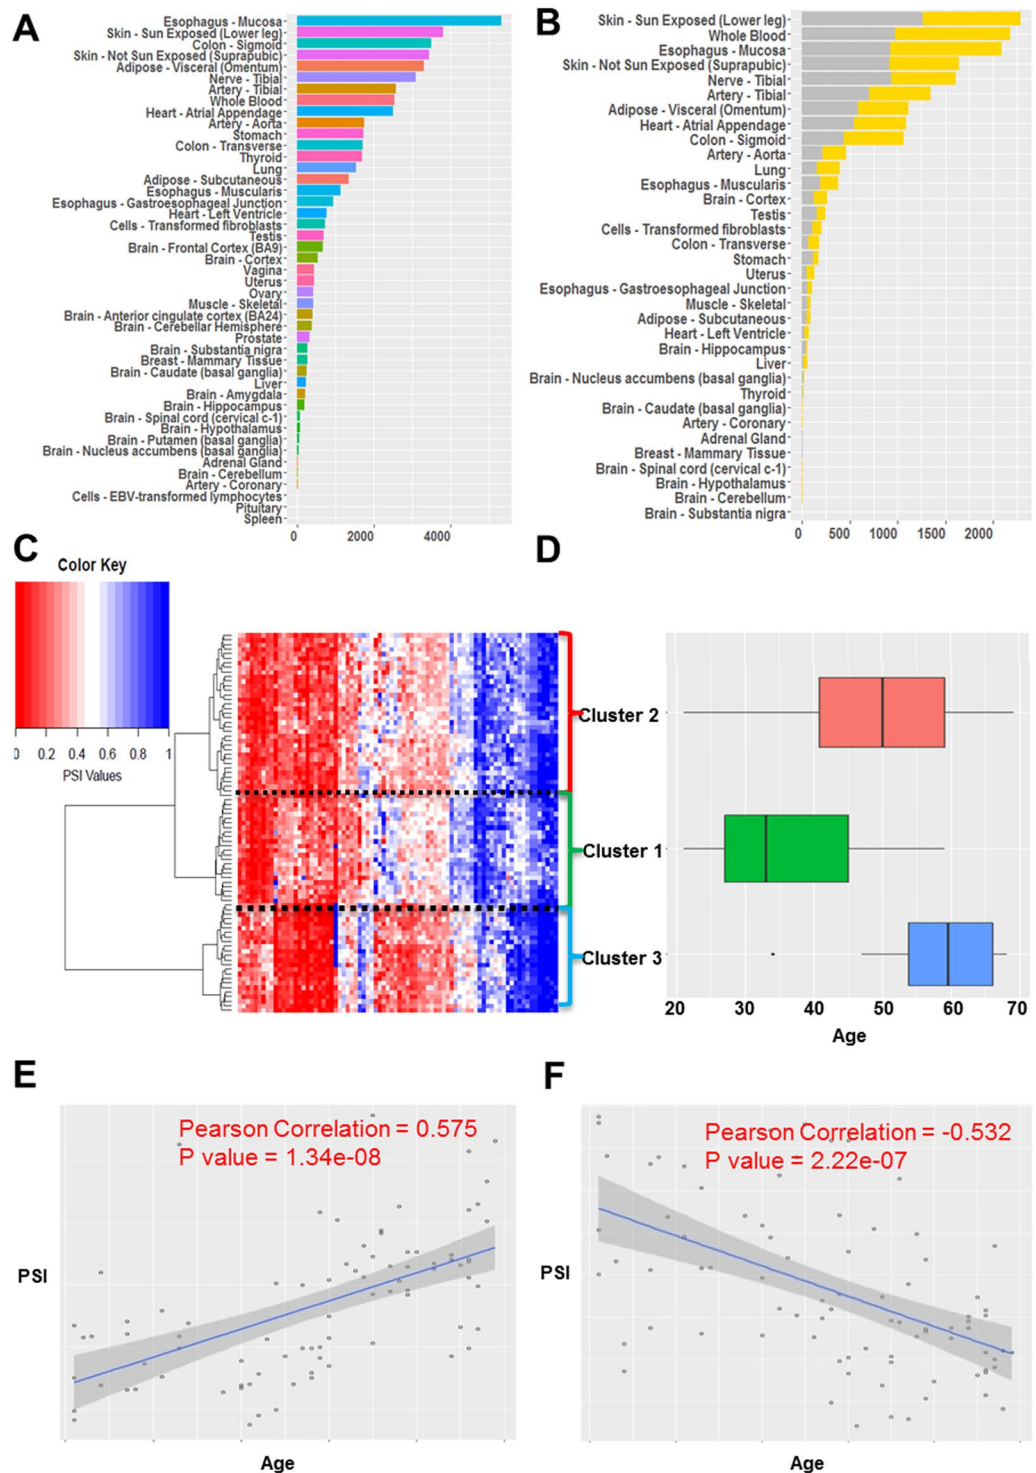 A
Esophagus - Mucosa
Skin - Sun Exposed (Lower leg)
Colon - Sigmoid
Skin - Not Sun Exposed (Suprapubic)
Adipose - Visceral (Omentum)
Nerve - Tibial
Artery - Tibial
Whole Blood
Heart - Atrial Appendage
Artery - Aorta
Stomach
Colon - Transverse
Thyroid
Lung
Adipose - Subcutaneous
Esophagus - Muscularis
Esophagus - Gastroesophageal Junction
Heart - Left Ventricle
Cells - Transformed fibroblasts
Testis
Brain - Frontal Cortex (BA9)
Brain - Cortex
Vagina
Uterus
Ovary
Muscle - Skeletal
Brain - Anterior cingulate cortex (BA24)
Brain - Cerebellar Hemisphere
Prostate
Brain - Substantia nigra
Breast - Mammary Tissue
Brain - Caudate (basal ganglia)
Liver
Brain - Amygdala
Brain - Hippocampus
Brain - Spinal cord (cervical c-1)
Brain - Hypothalamus
Brain - Putamen (basal ganglia)
Brain - Nucleus accumbens (basal ganglia)
Adrenal Gland
Brain - Cerebellum
Artery - Coronary
Cells - EBV-transformed lymphocytes
Pituitary
Spleen
0 2000 4000
B
Skin - Sun Exposed (Lower leg)
Whole Blood
Esophagus - Mucosa
Skin - Not Sun Exposed (Suprapubic)
Nerve - Tibial
Artery - Tibial
Adipose - Visceral (Omentum)
Heart - Atrial Appendage
Colon - Sigmoid
Artery - Aorta
Lung
Esophagus - Muscularis
Brain - Cortex
Testis
Cells - Transformed fibroblasts
Colon - Transverse
Stomach
Uterus
Esophagus - Gastroesophageal Junction
Muscle - Skeletal
Adipose - Subcutaneous
Heart - Left Ventricle
Brain - Hippocampus
Liver
Brain - Nucleus accumbens (basal ganglia)
Thyroid
Brain - Caudate (basal ganglia)
Artery - Coronary
Adrenal Gland
Breast - Mammary Tissue
Brain - Spinal cord (cervical c-1)
Brain - Hypothalamus
Brain - Cerebellum
Brain - Substantia nigra
0 500 1000 1500 2000
C
Color Key
0 0.2 0.4 0.6 0.8 1
PSI Values
Cluster 2
Cluster 1
Cluster 3
D
20 30 40 50 60 70
Age
E
Pearson Correlation = 0.575
P value = 1.34e-08
PSI
Age
F
Pearson Correlation = -0.532
P value = 2.22e-07
PSI
Age